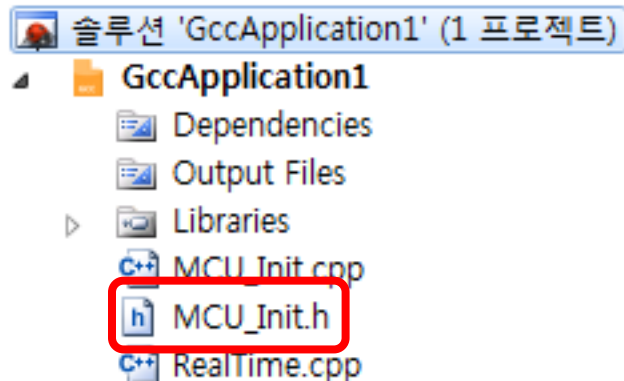 솔루션 'GccApplication1' (1 프로젝트)
GccApplication1
Dependencies
Output Files
Libraries
MCU_Init.cpp
MCU_Init.h
RealTime.cpp